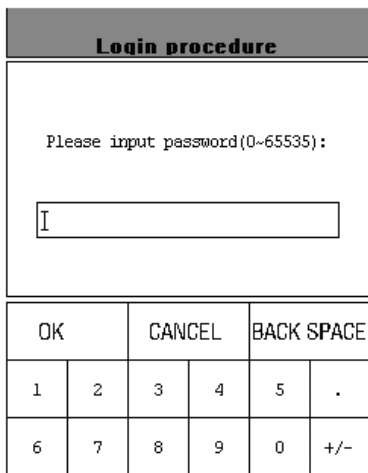 Login procedure
Please input password(0~65535):
OK CANCEL BACK SPACE
1 2 3 4 5 .
6 7 8 9 0 +/-